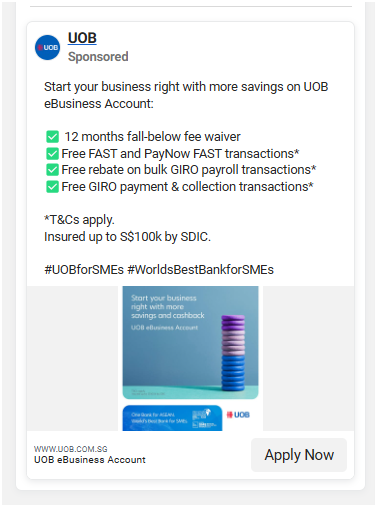 UOB
UOB
Sponsored
Start your business right with more savings on UOB
eBusiness Account:
✅ 12 months fall-below fee waiver
✅Free FAST and PayNow FAST transactions*
✅Free rebate on bulk GIRO payroll transactions*
✅Free GIRO payment & collection transactions*
*T&Cs apply.
Insured up to S$100k by SDIC.
#UOBforSMEs #WorldsBestBankforSMEs
Start your business
right with more
savings and cashback
UOB eBusiness Account
One Bank for ASEAN.
World's Best Bank for SMEs.
UOB
WWW.UOB.COM.SG
UOB eBusiness Account
Apply Now